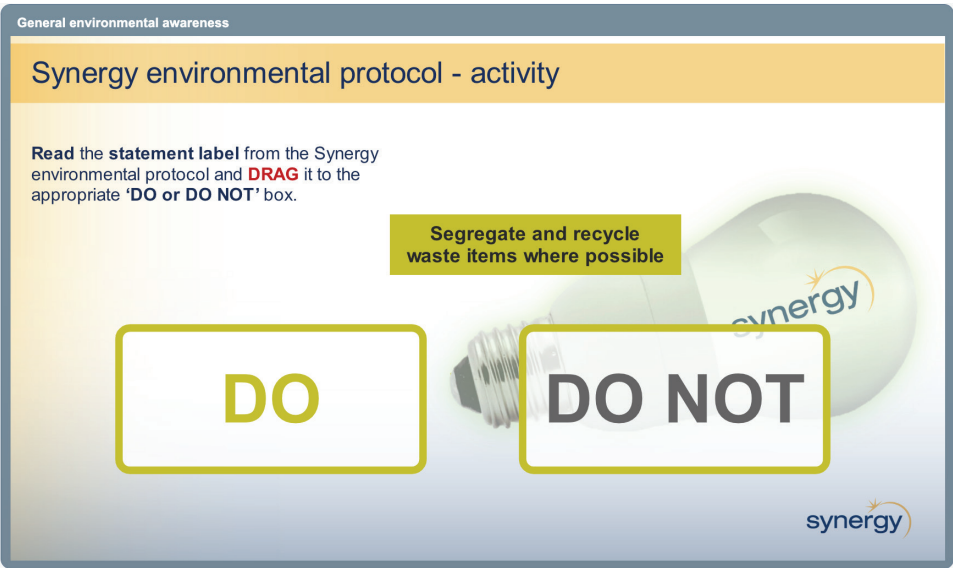 General environmental awareness
Synergy environmental protocol - activity
Read the statement label from the Synergy
environmental protocol and DRAG it to the
appropriate ‘DO or DO NOT’ box.
Segregate and recycle
waste items where possible
synergy
DO
DO NOT
synergy